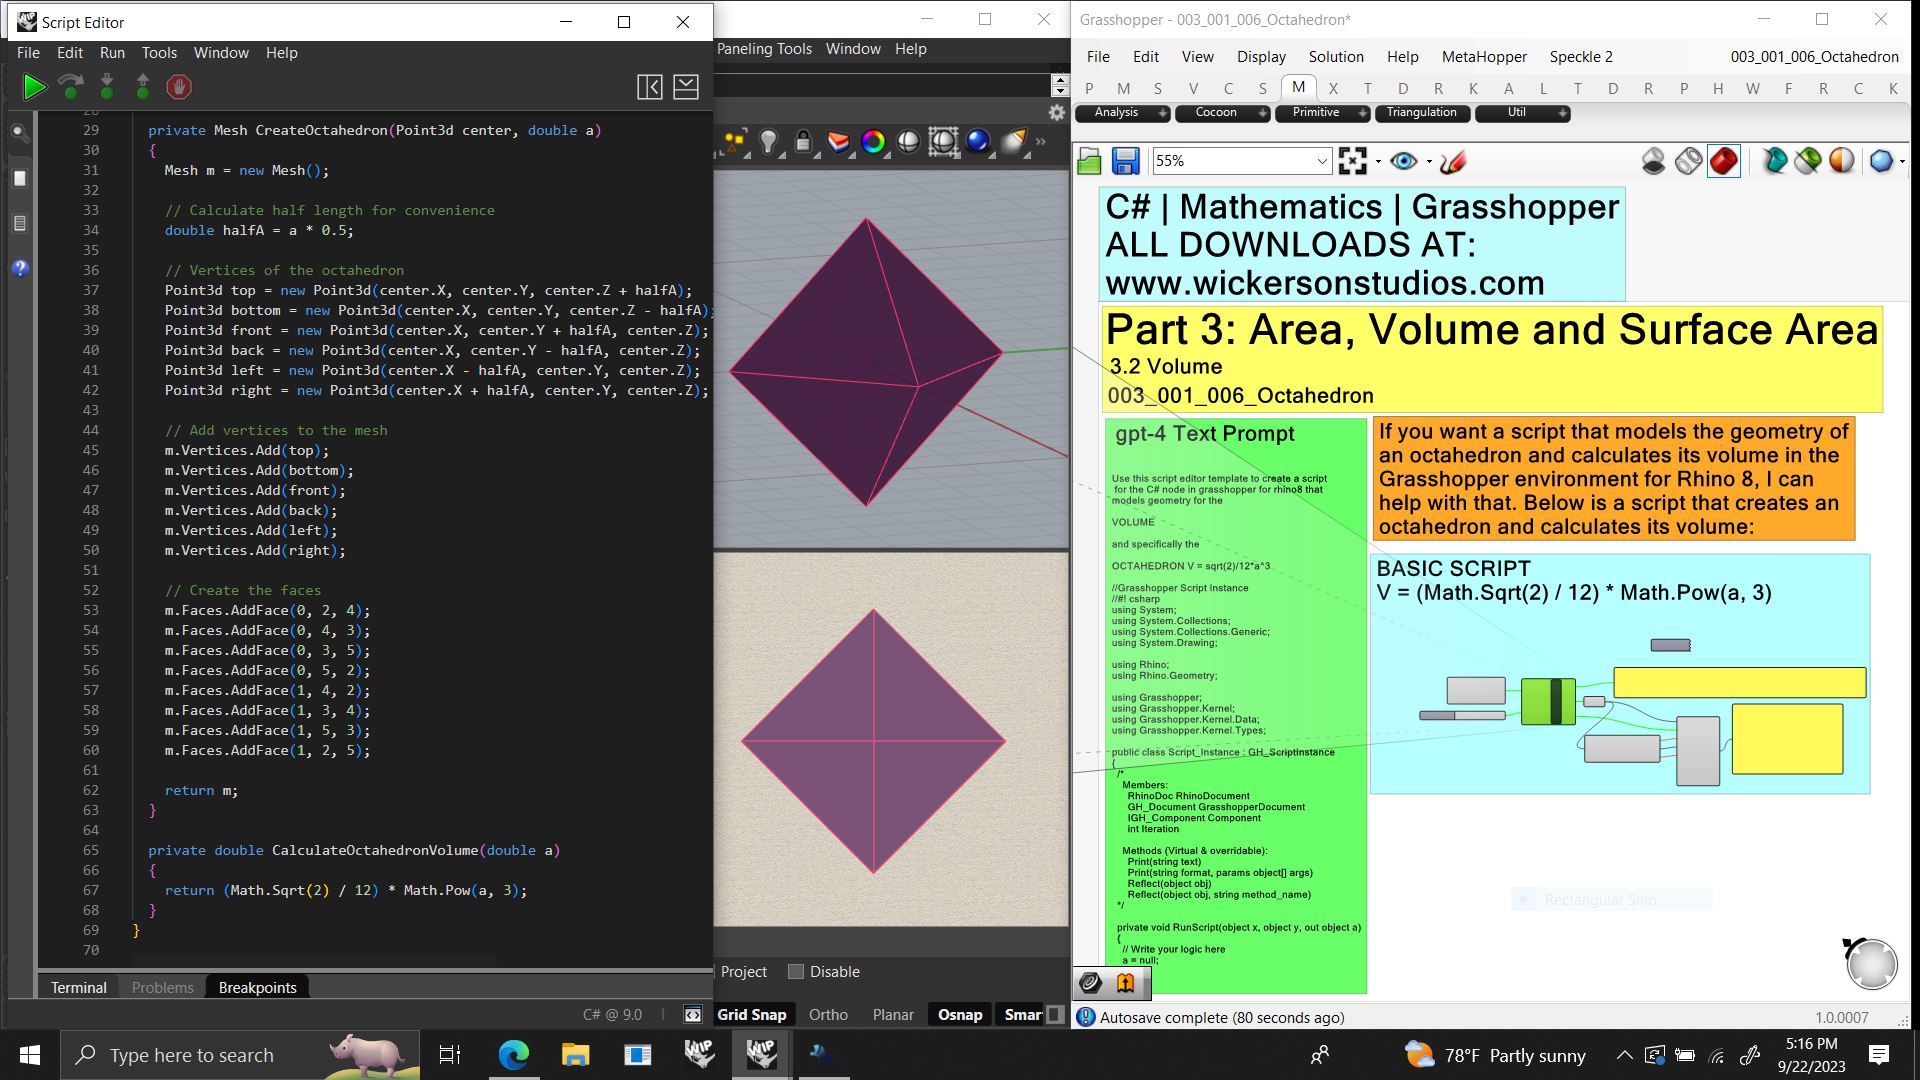 Script Editor
File Edit Run Tools Window Help
29 private Mesh CreateOctahedron(Point3d center, double a)
30 {
31 Mesh m = new Mesh();
32
33 // Calculate half length for convenience
34 double halfA = a * 0.5;
35
36 // Vertices of the octahedron
37 Point3d top = new Point3d(center.X, center.Y, center.Z + halfA);
38 Point3d bottom = new Point3d(center.X, center.Y, center.Z - halfA);
39 Point3d front = new Point3d(center.X, center.Y + halfA, center.Z);
40 Point3d back = new Point3d(center.X, center.Y - halfA, center.Z);
41 Point3d left = new Point3d(center.X - halfA, center.Y, center.Z);
42 Point3d right = new Point3d(center.X + halfA, center.Y, center.Z);
43
44 // Add vertices to the mesh
45 m.Vertices.Add(top);
46 m.Vertices.Add(bottom);
47 m.Vertices.Add(front);
48 m.Vertices.Add(back);
49 m.Vertices.Add(left);
50 m.Vertices.Add(right);
51
52 // Create the faces
53 m.Faces.AddFace(0, 2, 4);
54 m.Faces.AddFace(0, 4, 3);
55 m.Faces.AddFace(0, 3, 5);
56 m.Faces.AddFace(0, 5, 2);
57 m.Faces.AddFace(1, 4, 2);
58 m.Faces.AddFace(1, 3, 4);
59 m.Faces.AddFace(1, 5, 3);
60 m.Faces.AddFace(1, 2, 5);
61
62 return m;
63 }
64
65 private double CalculateOctahedronVolume(double a)
66 {
67 return (Math.Sqrt(2) / 12) * Math.Pow(a, 3);
68 }
69 }
70
Terminal Problems Breakpoints
C# @ 9.0
Paneling Tools Window Help
Project Disable
Grid Snap Ortho Planar Osnap Smar
Grasshopper - 003_001_006_Octahedron*
File Edit View Display Solution Help MetaHopper Speckle 2 003_001_006_Octahedron
P M S V C S M X T D R K A L T D R P H W F R C K
Analysis Cocoon Primitive Triangulation Util
55%
C# | Mathematics | Grasshopper
ALL DOWNLOADS AT:
www.wickersonstudios.com
Part 3: Area, Volume and Surface Area
3.2 Volume
003_001_006_Octahedron
gpt-4 Text Prompt
Use this script editor template to create a script
for the C# node in grasshopper for rhino8 that
models geometry for the
VOLUME
and specifically the
OCTAHEDRON V = sqrt(2)/12*a^3
//Grasshopper Script Instance
//#! csharp
using System;
using System.Collections;
using System.Collections.Generic;
using System.Drawing;
using Rhino;
using Rhino.Geometry;
using Grasshopper;
using Grasshopper.Kernel;
using Grasshopper.Kernel.Data;
using Grasshopper.Kernel.Types;
public class Script_Instance : GH_ScriptInstance
{
/*
Members:
RhinoDoc RhinoDocument
GH_Document GrasshopperDocument
IGH_Component Component
int Iteration
Methods (Virtual & overridable):
Print(string text)
Print(string format, params object[] args)
Reflect(object obj)
Reflect(object obj, string method_name)
*/
private void RunScript(object x, object y, out object a)
{
// Write your logic here
a = null;
If you want a script that models the geometry of
an octahedron and calculates its volume in the
Grasshopper environment for Rhino 8, I can
help with that. Below is a script that creates an
octahedron and calculates its volume:
BASIC SCRIPT
V = (Math.Sqrt(2) / 12) * Math.Pow(a, 3)
Rectangular Snip
Autosave complete (80 seconds ago)
1.0.0007
Type here to search
WIP
WIP
78°F Partly sunny
5:16 PM
9/22/2023